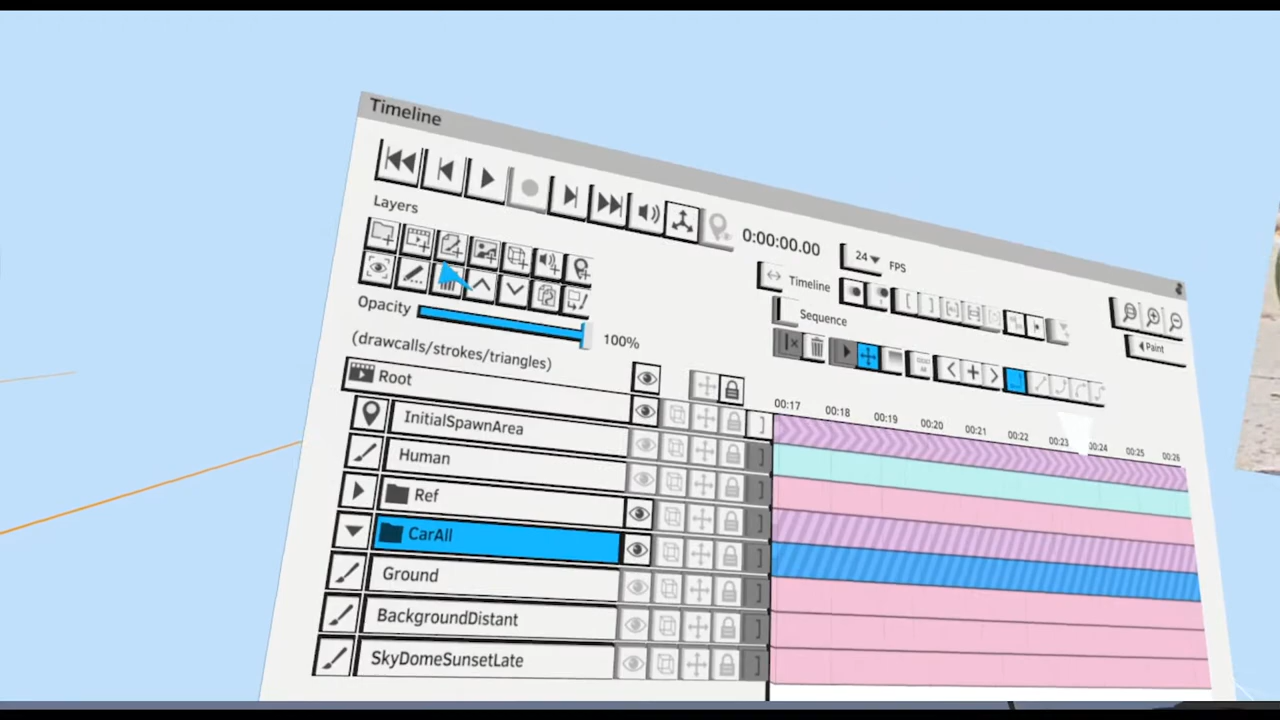 Timeline
0:00:00.00
24 FPS
Layers
Timeline
Sequence
Paint
Opacity
100%
(drawcalls/strokes/triangles)
Root
00:17 00:18 00:19 00:20 00:21 00:22 00:23 00:24 00:25 00:26
InitialSpawnArea
Human
Ref
CarAll
Ground
BackgroundDistant
SkyDomeSunsetLate